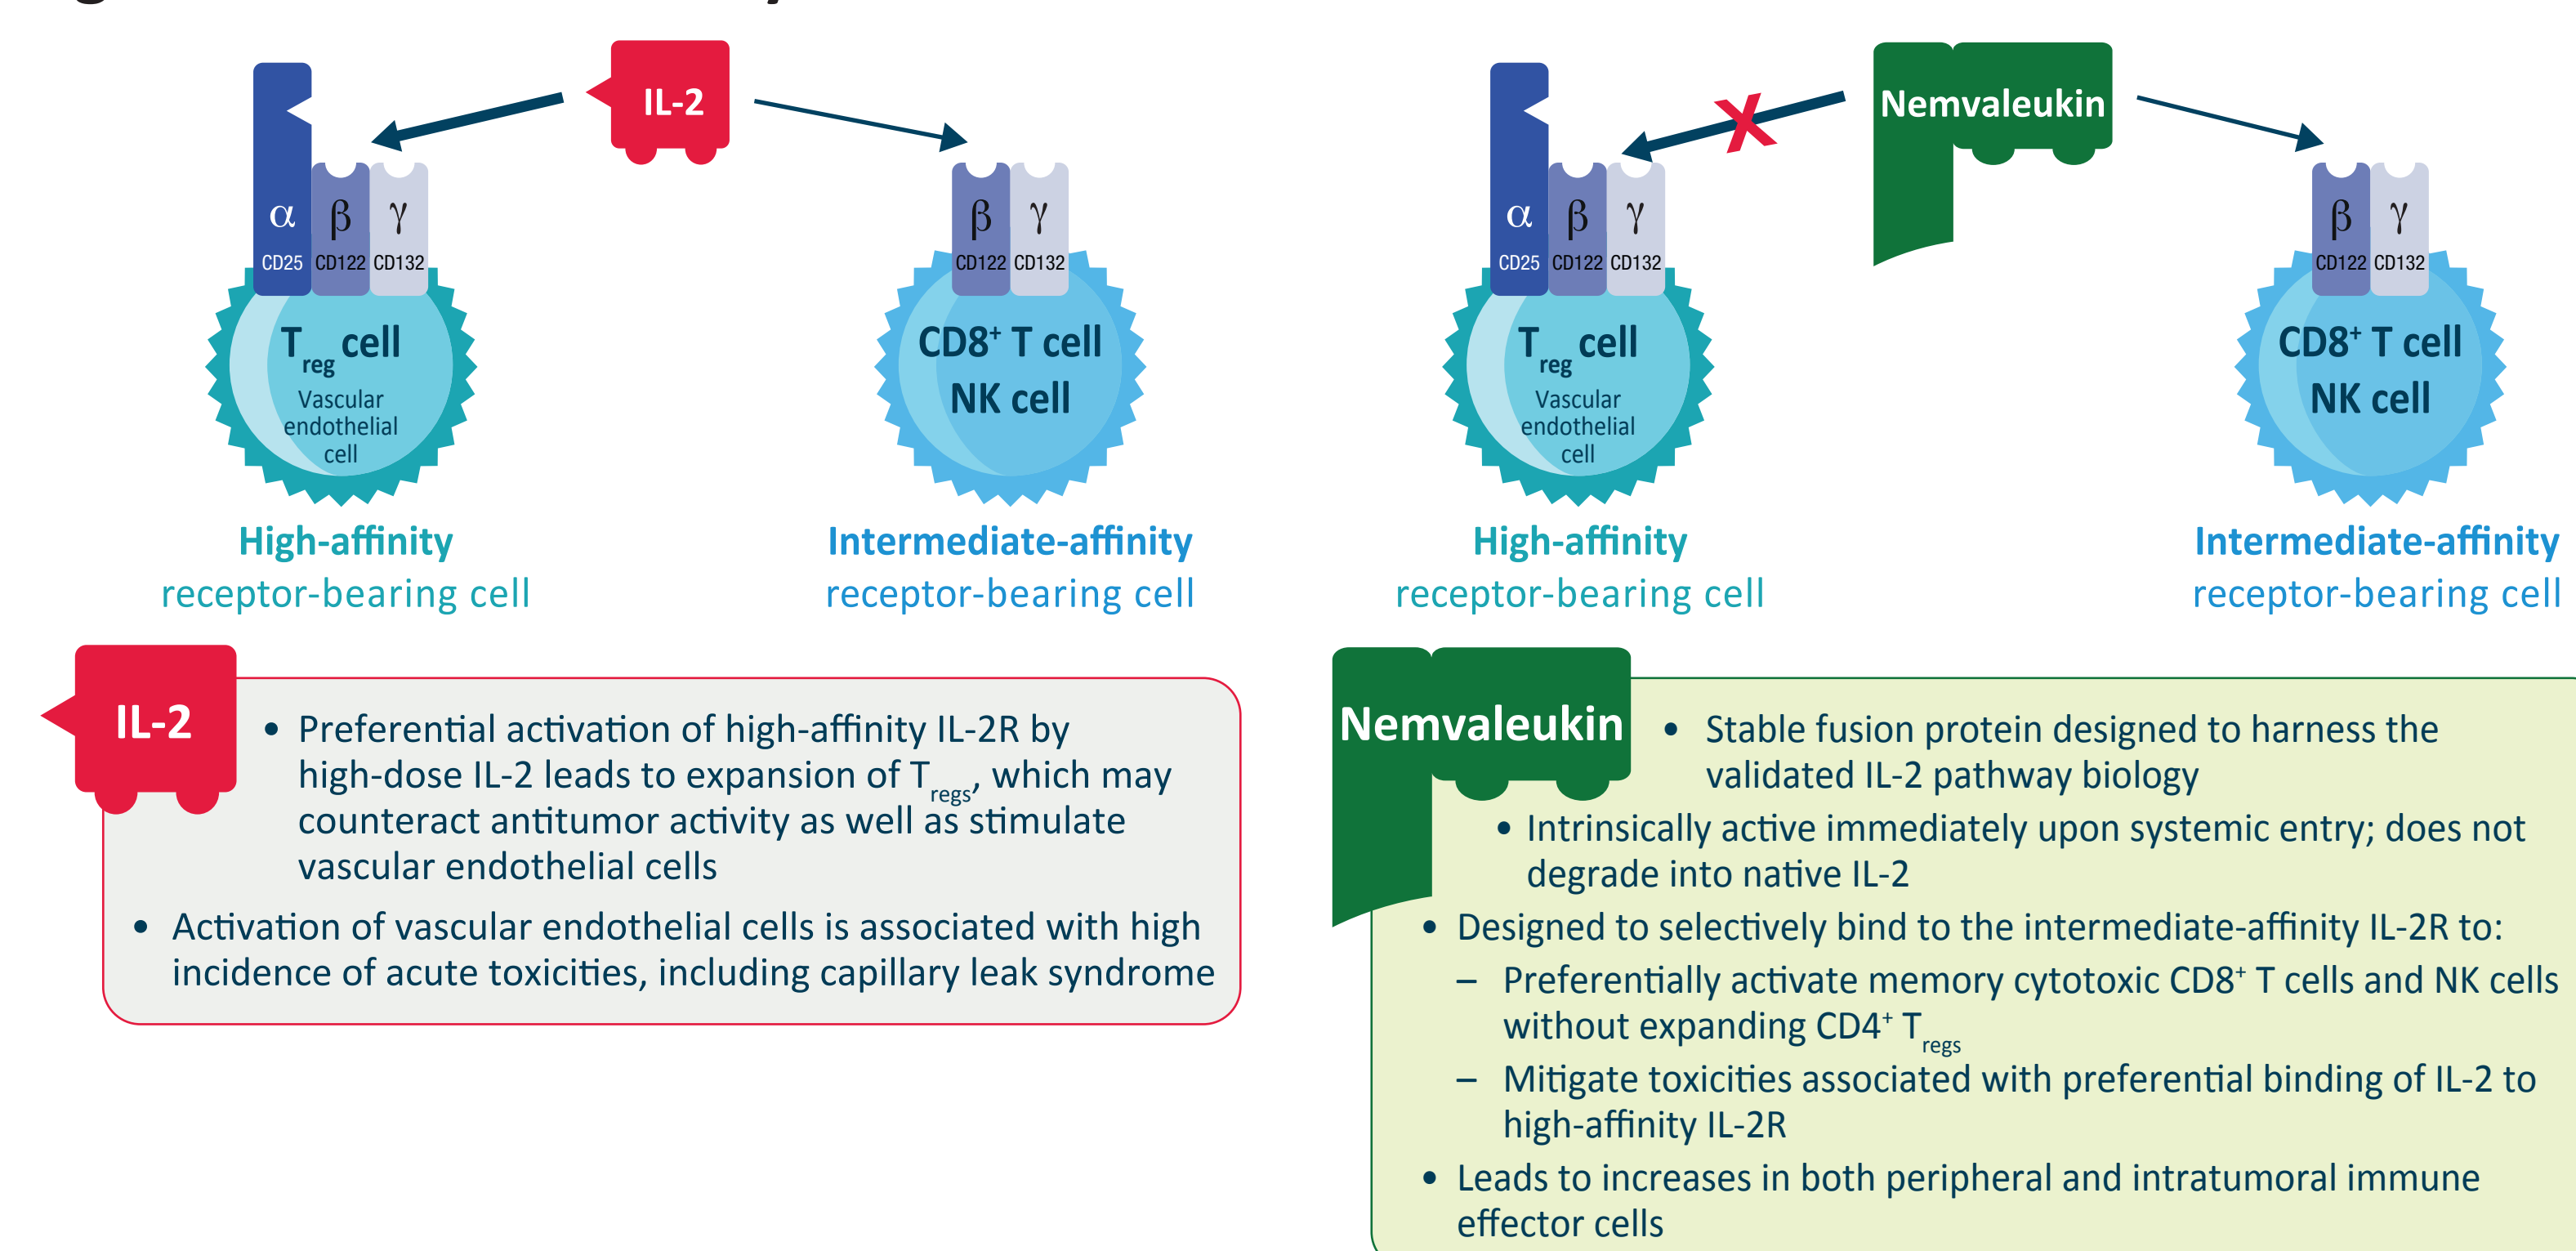 IL-2
α
β
γ
CD25
CD122
CD132
T reg cell
Vascular
endothelial
cell
High-affinity
receptor-bearing cell
β
γ
CD122
CD132
CD8+ T cell
NK cell
Intermediate-affinity
receptor-bearing cell
Nemvaleukin
X
α
β
γ
CD25
CD122
CD132
T reg cell
Vascular
endothelial
cell
High-affinity
receptor-bearing cell
β
γ
CD122
CD132
CD8+ T cell
NK cell
Intermediate-affinity
receptor-bearing cell
IL-2
• Preferential activation of high-affinity IL-2R by
high-dose IL-2 leads to expansion of Tregs, which may
counteract antitumor activity as well as stimulate
vascular endothelial cells
• Activation of vascular endothelial cells is associated with high
incidence of acute toxicities, including capillary leak syndrome
Nemvaleukin
• Stable fusion protein designed to harness the
validated IL-2 pathway biology
• Intrinsically active immediately upon systemic entry; does not
degrade into native IL-2
• Designed to selectively bind to the intermediate-affinity IL-2R to:
– Preferentially activate memory cytotoxic CD8+ T cells and NK cells
without expanding CD4+ Tregs
– Mitigate toxicities associated with preferential binding of IL-2 to
high-affinity IL-2R
• Leads to increases in both peripheral and intratumoral immune
effector cells